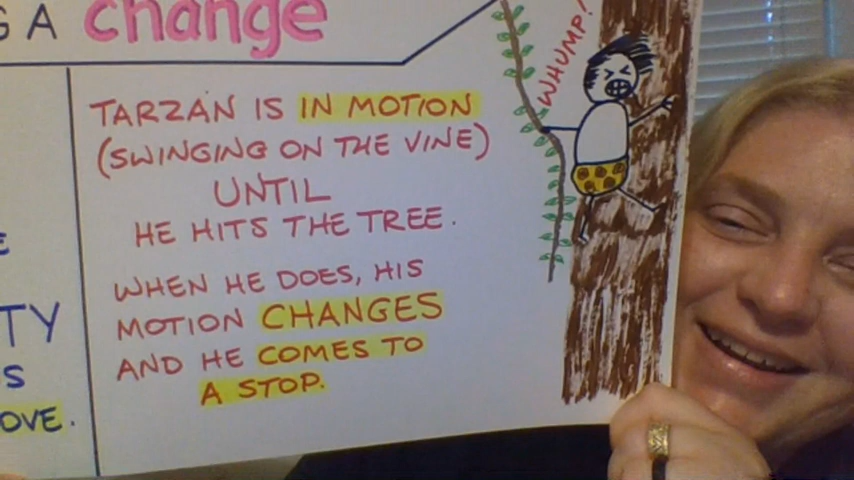 A change
TARZAN IS IN MOTION
(SWINGING ON THE VINE)
UNTIL
HE HITS THE TREE.
WHEN HE DOES, HIS
MOTION CHANGES
AND HE COMES TO
A STOP.
WHUMP!
TY
S
OVE.